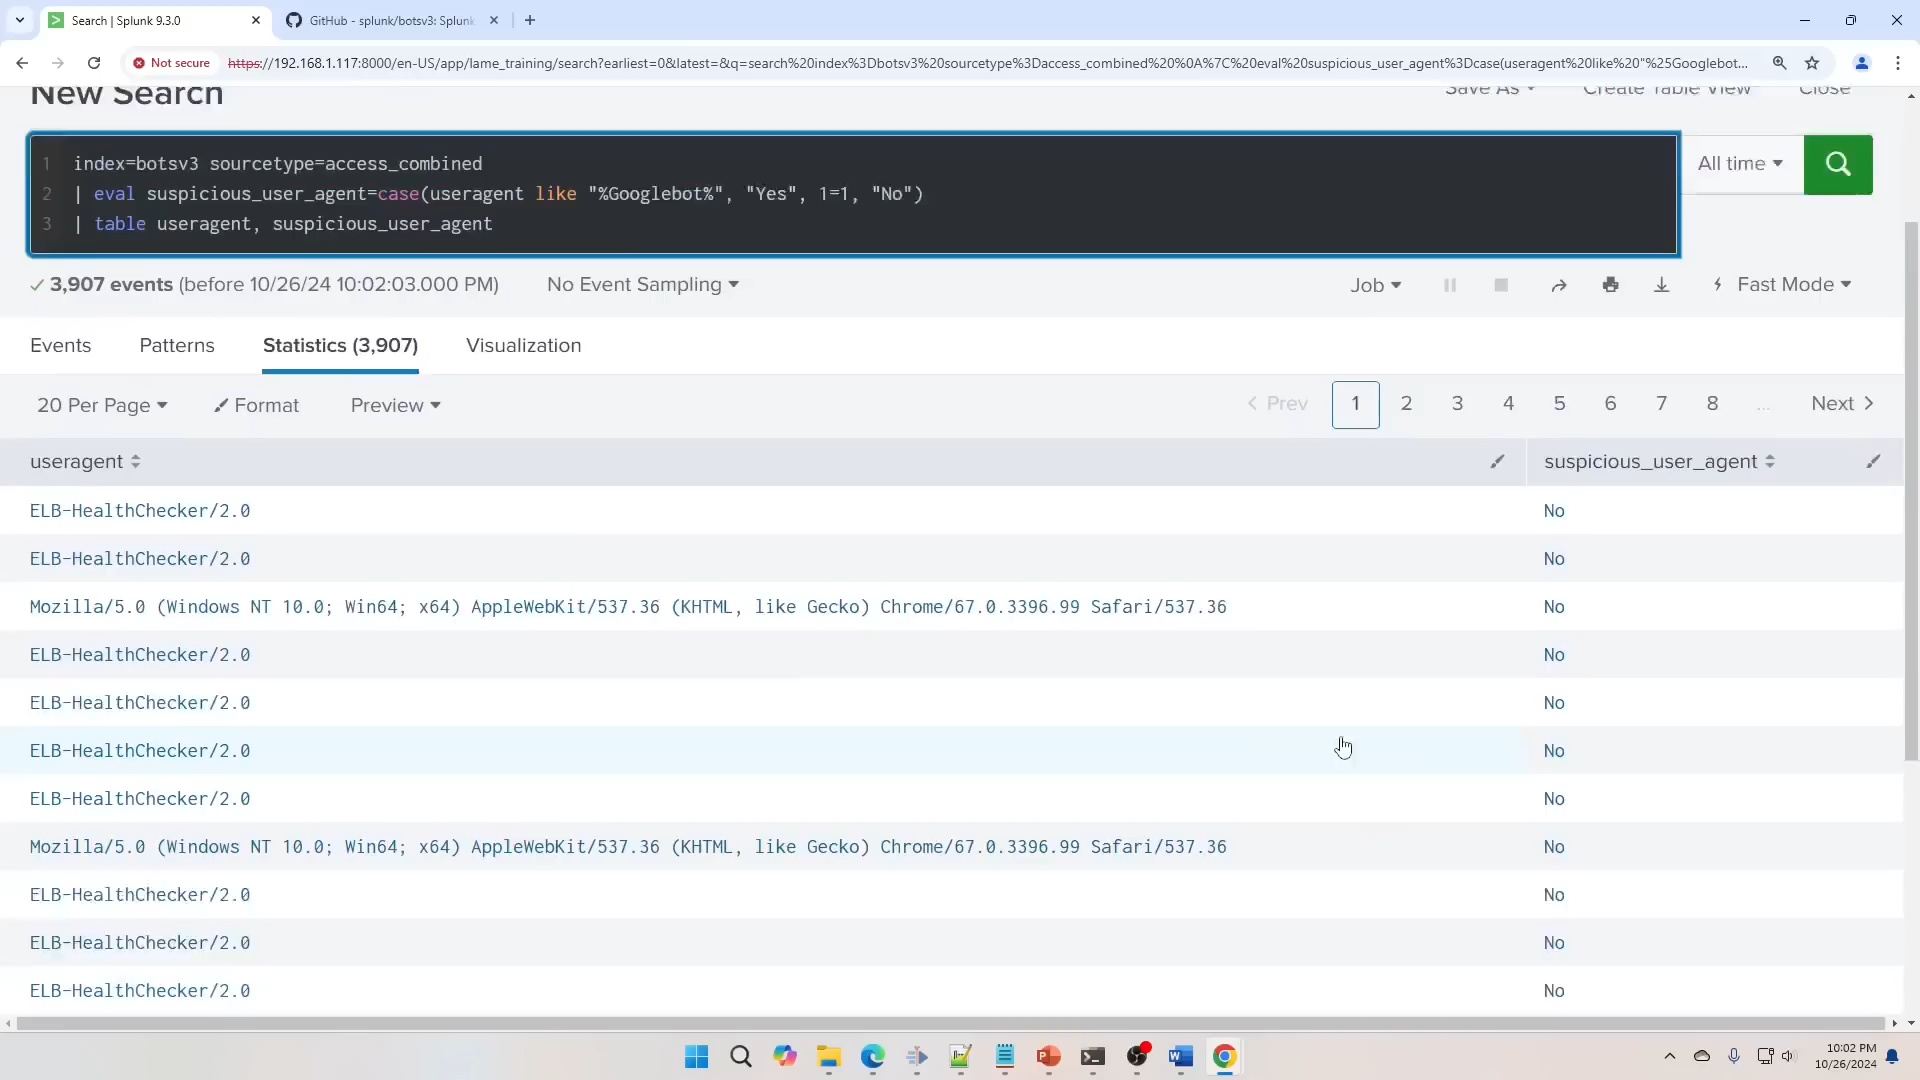 Search | Splunk 9.3.0
GitHub - splunk/botsv3: Splunk
Not secure
https://192.168.1.117:8000/en-US/app/lame_training/search?earliest=0&latest=&q=search%20index%3Dbotsv3%20sourcetype%3Daccess_combined%20%0A%7C%20eval%20suspicious_user_agent%3Dcase(useragent%20like%20"%25Googlebot...
New Search
Save As
Create Table View
Close
1 index=botsv3 sourcetype=access_combined
2 | eval suspicious_user_agent=case(useragent like "%Googlebot%", "Yes", 1=1, "No")
3 | table useragent, suspicious_user_agent
All time
3,907 events (before 10/26/24 10:02:03.000 PM)
No Event Sampling
Job
Fast Mode
Events
Patterns
Statistics (3,907)
Visualization
20 Per Page
Format
Preview
Prev
1
2
3
4
5
6
7
8
...
Next
useragent
suspicious_user_agent
ELB-HealthChecker/2.0
No
ELB-HealthChecker/2.0
No
Mozilla/5.0 (Windows NT 10.0; Win64; x64) AppleWebKit/537.36 (KHTML, like Gecko) Chrome/67.0.3396.99 Safari/537.36
No
ELB-HealthChecker/2.0
No
ELB-HealthChecker/2.0
No
ELB-HealthChecker/2.0
No
ELB-HealthChecker/2.0
No
Mozilla/5.0 (Windows NT 10.0; Win64; x64) AppleWebKit/537.36 (KHTML, like Gecko) Chrome/67.0.3396.99 Safari/537.36
No
ELB-HealthChecker/2.0
No
ELB-HealthChecker/2.0
No
ELB-HealthChecker/2.0
No
10:02 PM
10/26/2024